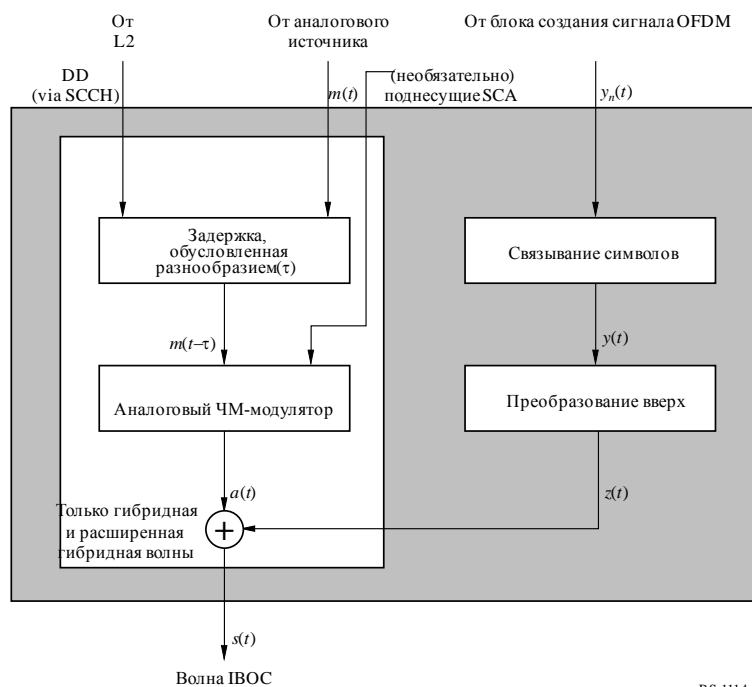 От
L2
От аналогового
источника
От блока создания сигнала OFDM
DD
(via SCCH)
m(t)
(необязательно)
поднесущие SCA
yn(t)
Задержка,
обусловленная
разнообразием(τ)
Связывание символов
m(t–τ)
y(t)
Аналоговый ЧМ-модулятор
Преобразование вверх
a(t)
z(t)
Только гибридная
и расширенная
гибридная волны
+
s(t)
Волна IBOC